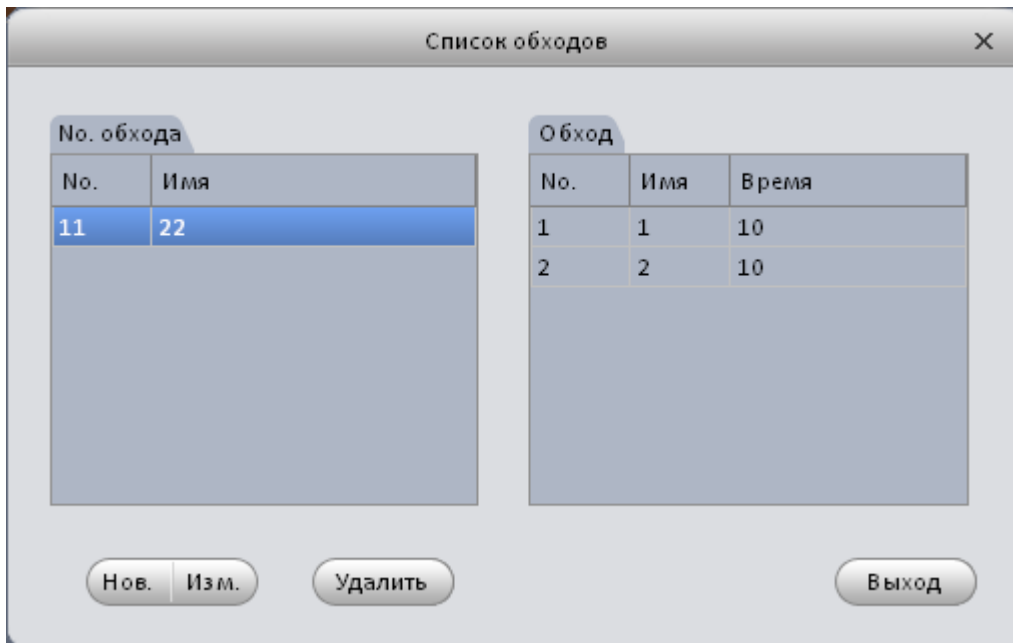 Список обходов
No. обхода
No. Имя
11 22
Обход
No. Имя Время
1 1 10
2 2 10
Нов. Изм. Удалить Выход